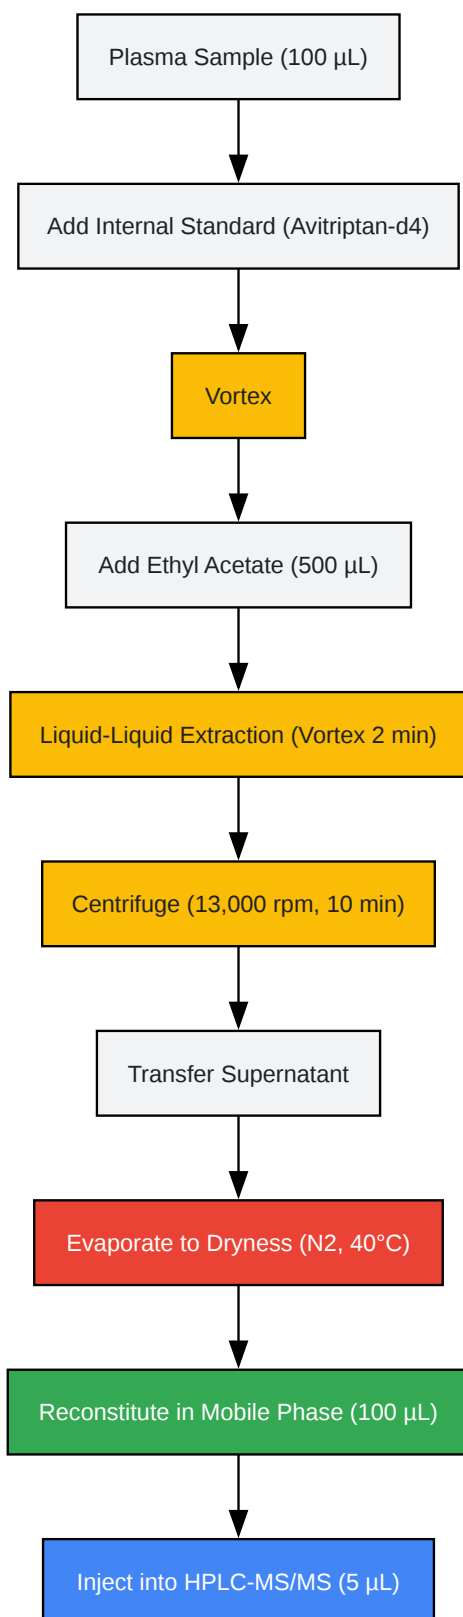 Plasma Sample (100 µL)
Add Internal Standard (Avitriptan-d4)
Vortex
Add Ethyl Acetate (500 µL)
Liquid-Liquid Extraction (Vortex 2 min)
Centrifuge (13,000 rpm, 10 min)
Transfer Supernatant
Evaporate to Dryness (N2, 40°C)
Reconstitute in Mobile Phase (100 µL)
Inject into HPLC-MS/MS (5 µL)